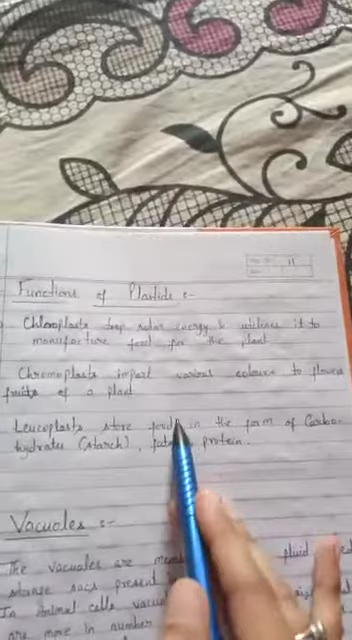 11
Functions of Plastids :-
Chloroplasts trap solar energy & utilises it to
manufacture food for the plant
Chromoplasts impart various colours to flowers
fruits of a plant
Leucoplasts store food in the form of Carbo-
hydrates (starch), protein.
Vacuoles :-
The vacuoles are fluid
sacs present
In Animal cells
are more in number